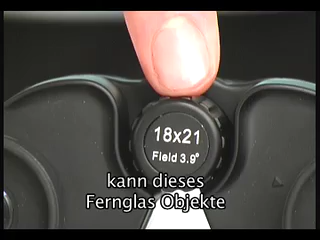 18x21
Field 3.9°
kann dieses
Fernglas Objekte